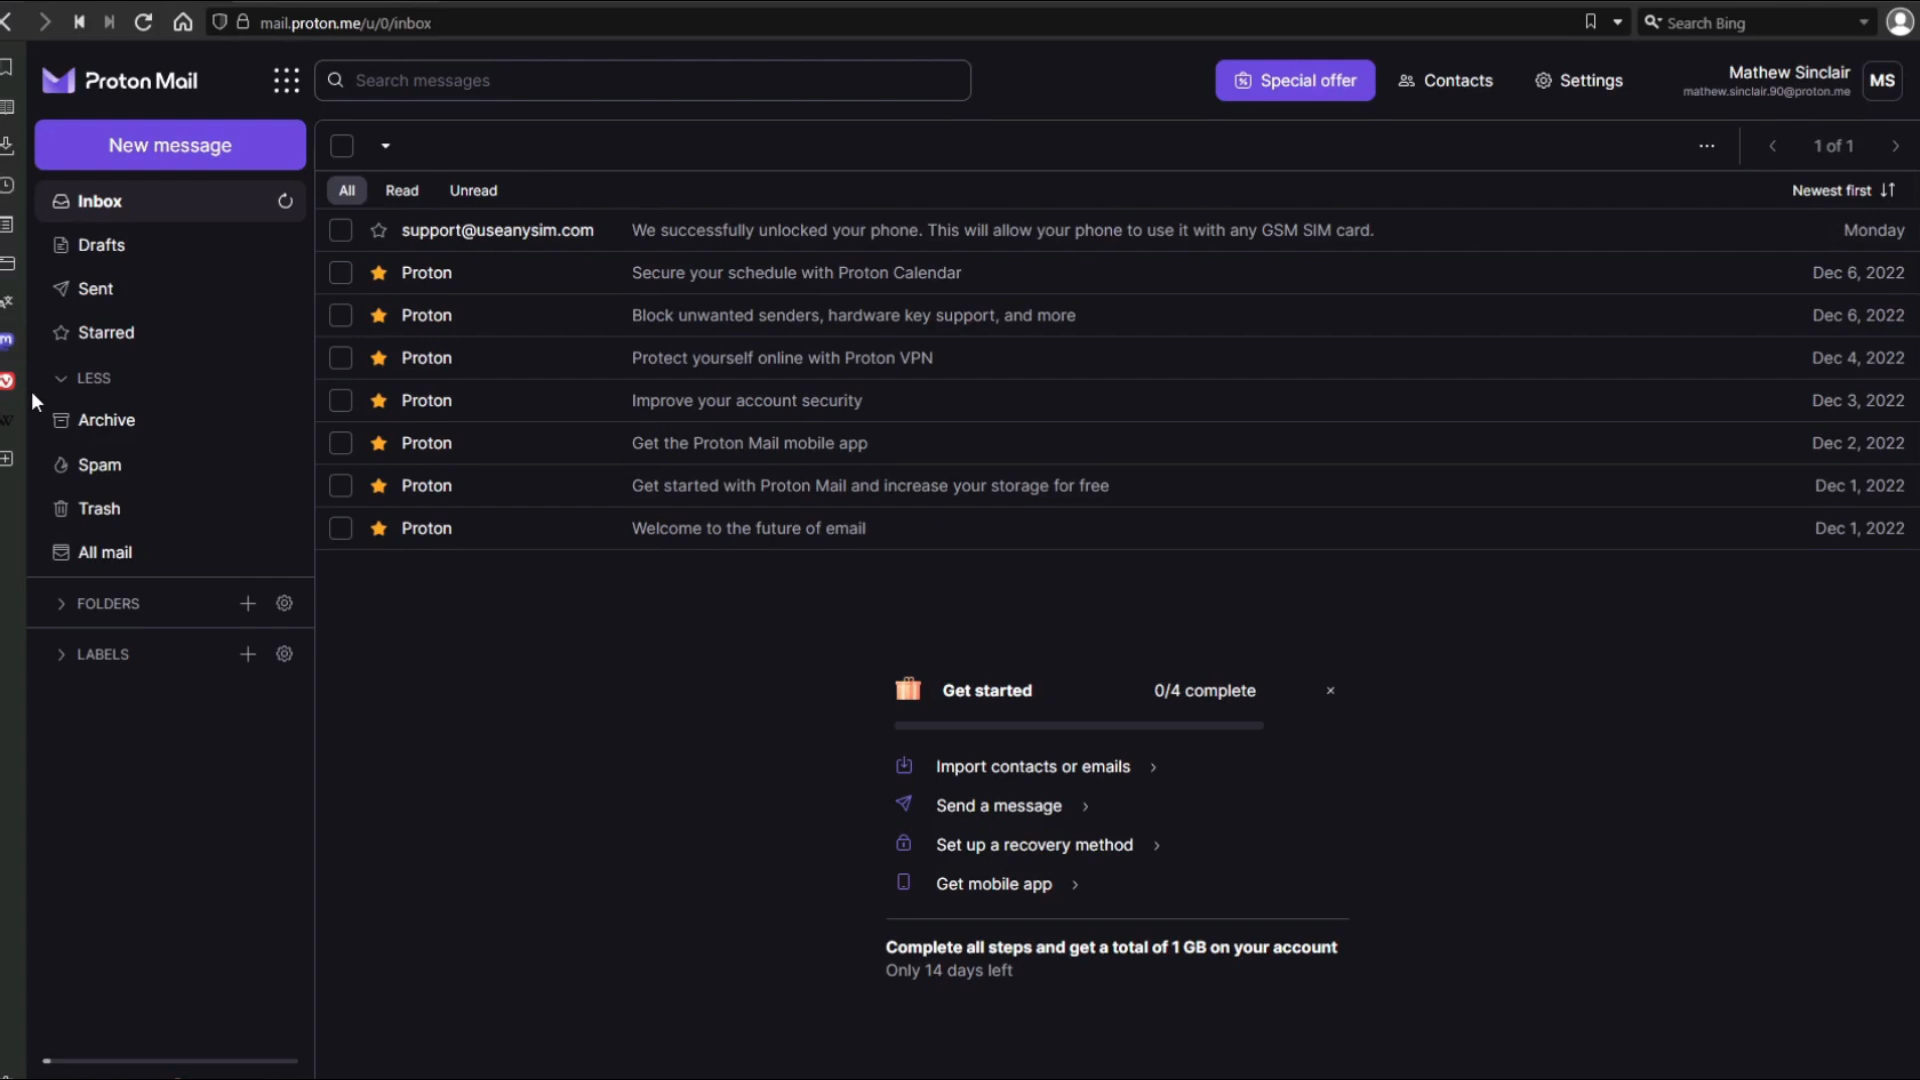 mail.proton.me/u/0/inbox
Search Bing
Proton Mail
Search messages
Special offer
Contacts
Settings
Mathew Sinclair
mathew.sinclair.90@proton.me
MS
New message
1 of 1
Inbox
All
Read
Unread
Newest first
support@useanysim.com We successfully unlocked your phone. This will allow your phone to use it with any GSM SIM card. Monday
Drafts
Proton Secure your schedule with Proton Calendar Dec 6, 2022
Sent
Proton Block unwanted senders, hardware key support, and more Dec 6, 2022
Starred
Proton Protect yourself online with Proton VPN Dec 4, 2022
LESS
Proton Improve your account security Dec 3, 2022
Archive
Proton Get the Proton Mail mobile app Dec 2, 2022
Spam
Proton Get started with Proton Mail and increase your storage for free Dec 1, 2022
Trash
Proton Welcome to the future of email Dec 1, 2022
All mail
FOLDERS
LABELS
Get started 0/4 complete
Import contacts or emails
Send a message
Set up a recovery method
Get mobile app
Complete all steps and get a total of 1 GB on your account
Only 14 days left